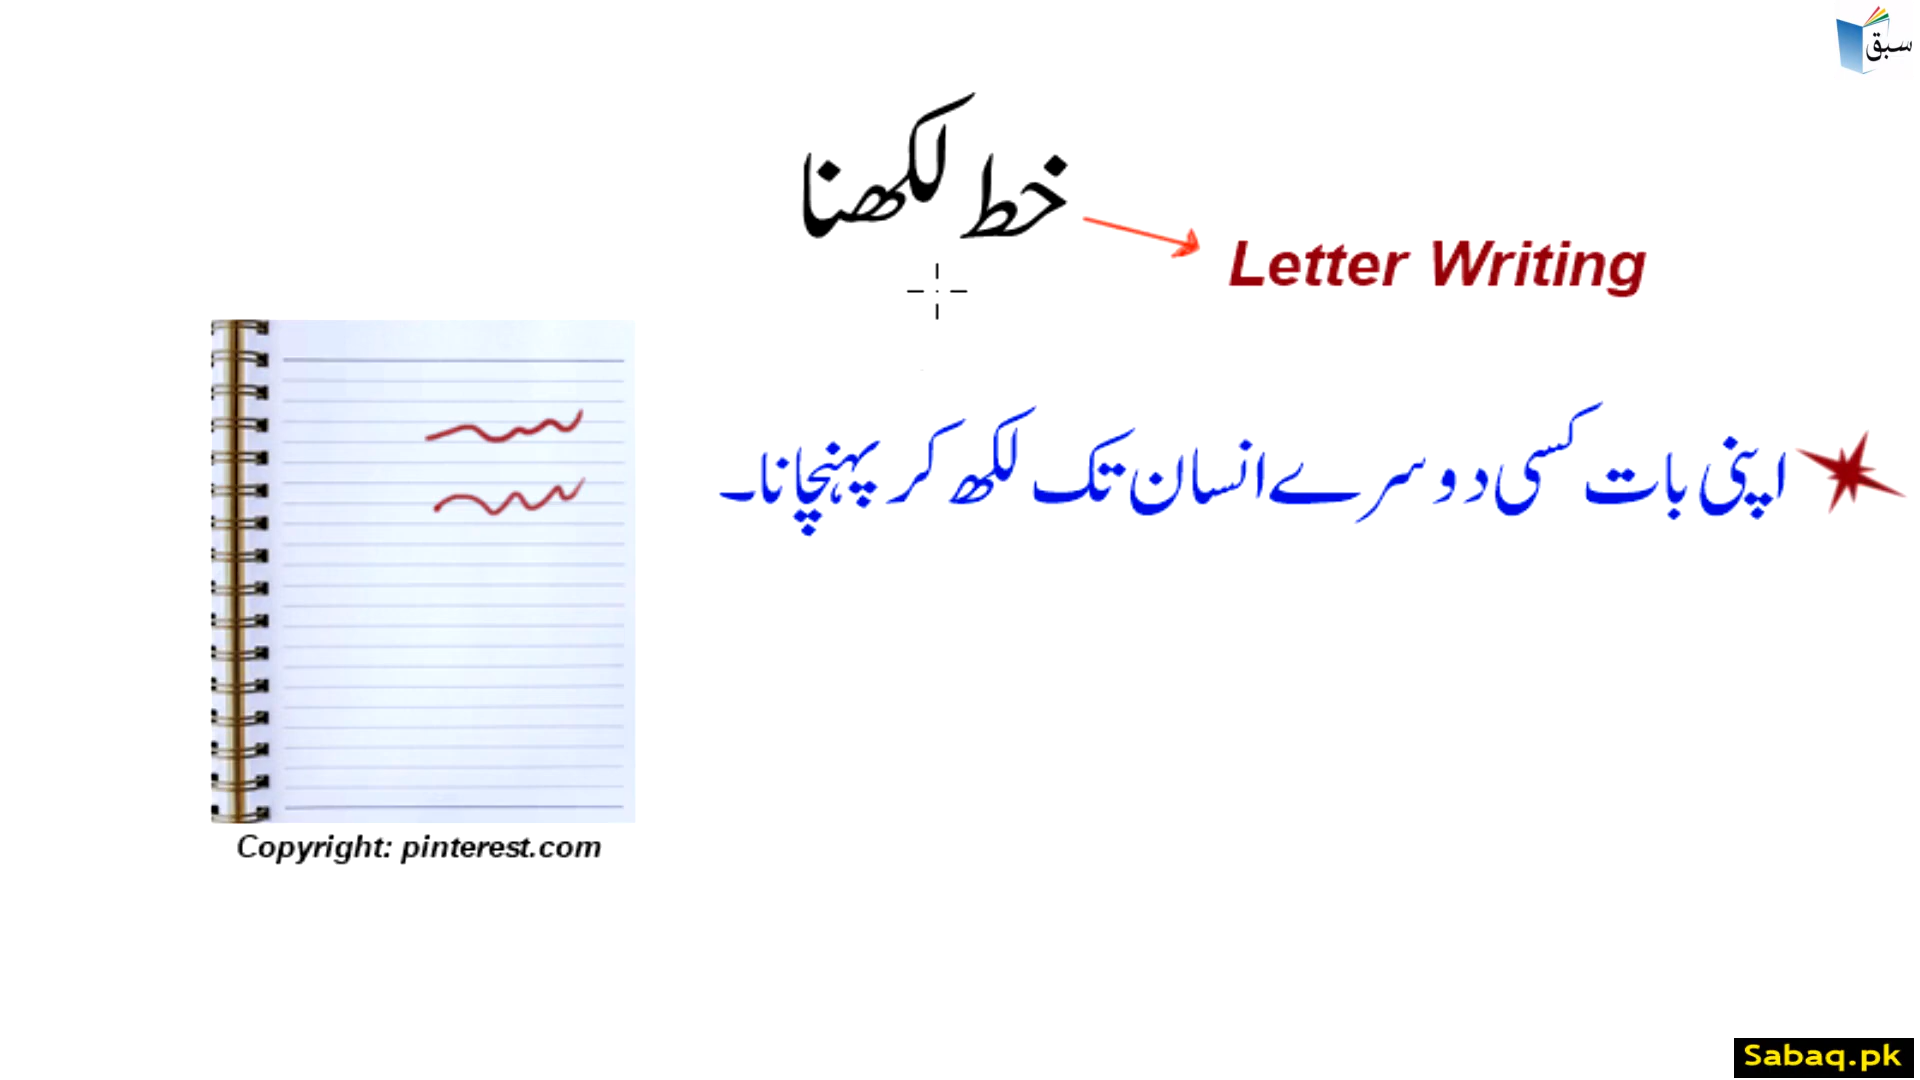 سبق
خط لکھنا
Letter Writing
اپنی بات کسی دوسرے انسان تک لکھ کر پہنچانا۔
Copyright: pinterest.com
Sabaq.pk